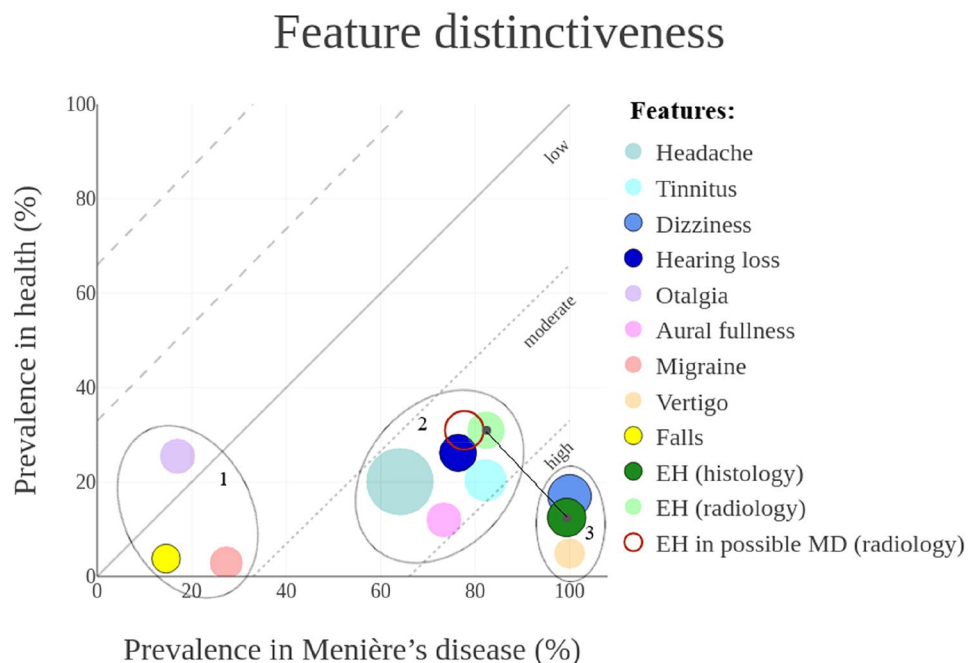 Feature distinctiveness
Prevalence in health (%)
100
80
60
40
20
0
0
20
40
60
80
100
Prevalence in Menière’s disease (%)
low
moderate
high
1
2
3
Features:
Headache
Tinnitus
Dizziness
Hearing loss
Otalgia
Aural fullness
Migraine
Vertigo
Falls
EH (histology)
EH (radiology)
EH in possible MD (radiology)